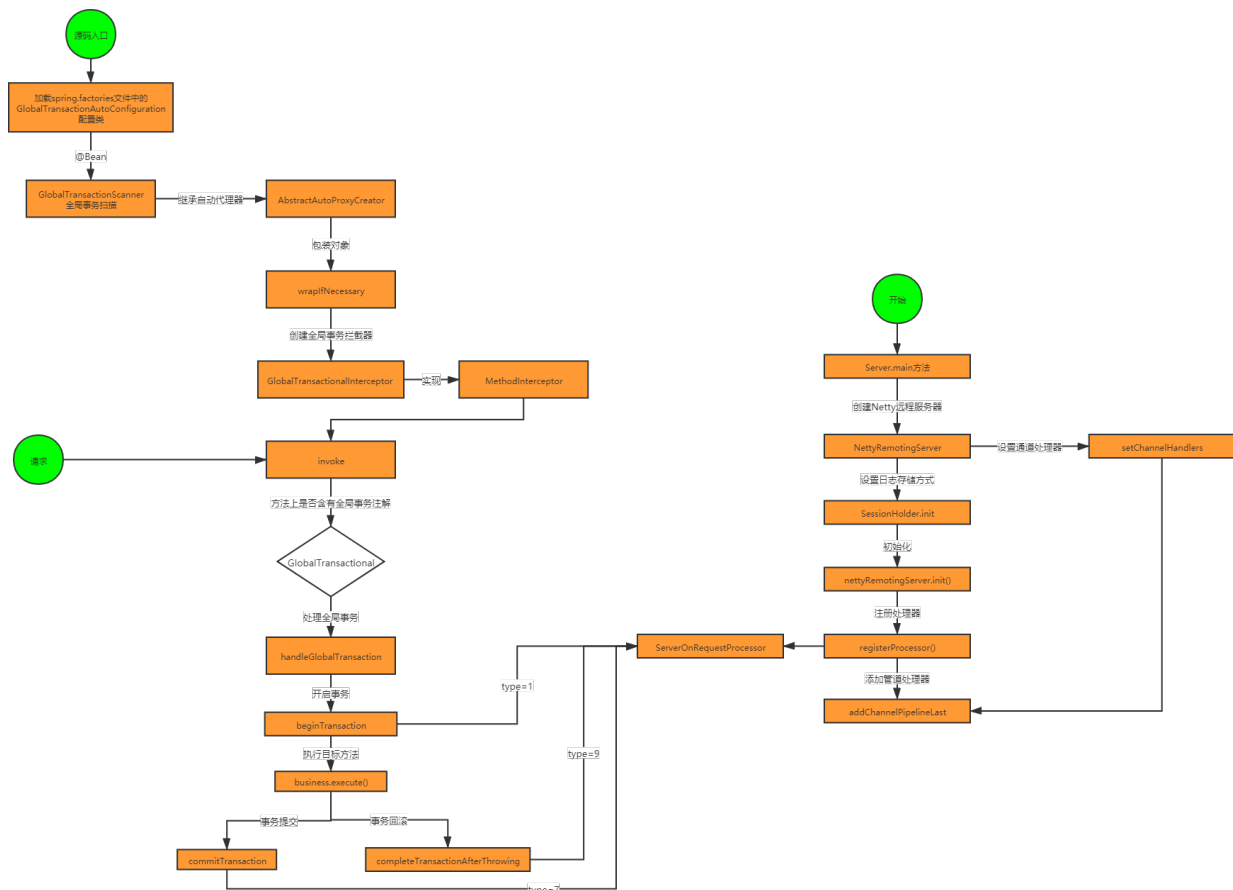 源码入口
加载spring.factories文件中的
GlobalTransactionAutoConfiguration
配置类
@Bean
GlobalTransactionScanner
全局事务扫描
继承自动代理器
AbstractAutoProxyCreator
包装对象
wrapIfNecessary
创建全局事务拦截器
GlobalTransactionalInterceptor
实现
MethodInterceptor
请求
invoke
方法上是否含有全局事务注解
GlobalTransactional
处理全局事务
handleGlobalTransaction
开启事务
beginTransaction
type=1
执行目标方法
business.execute()
事务提交
事务回滚
commitTransaction
completeTransactionAfterThrowing
type=9
type=7
ServerOnRequestProcessor
开始
Server.main方法
创建Netty远程服务器
NettyRemotingServer
设置通道处理器
setChannelHandlers
设置日志存储方式
SessionHolder.init
初始化
nettyRemotingServer.init()
注册处理器
registerProcessor()
添加管道处理器
addChannelPipelineLast